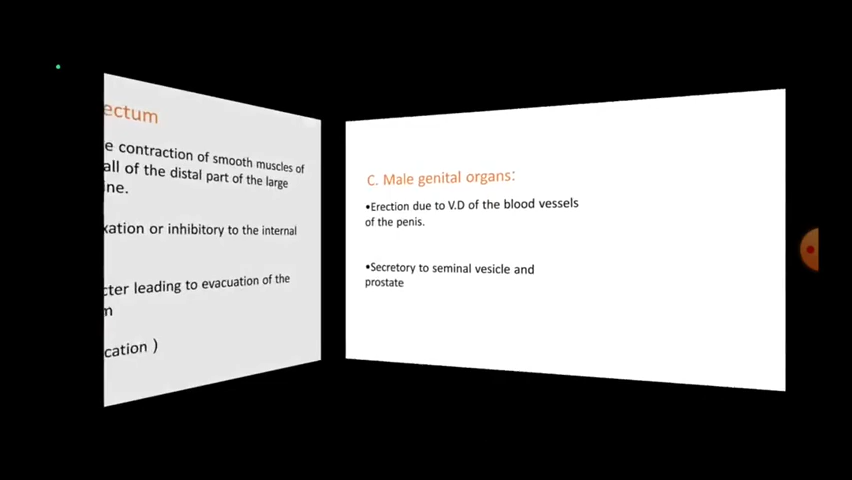 ectum
e contraction of smooth muscles of
all of the distal part of the large
ne.
xation or inhibitory to the internal
cter leading to evacuation of the
m
cation )
C. Male genital organs:
•Erection due to V.D of the blood vessels
of the penis.
•Secretory to seminal vesicle and
prostate